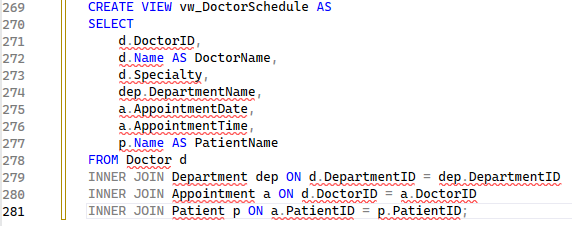 269 CREATE VIEW vw_DoctorSchedule AS
270 SELECT
271 d.DoctorID,
272 d.Name AS DoctorName,
273 d.Specialty,
274 dep.DepartmentName,
275 a.AppointmentDate,
276 a.AppointmentTime,
277 p.Name AS PatientName
278 FROM Doctor d
279 INNER JOIN Department dep ON d.DepartmentID = dep.DepartmentID
280 INNER JOIN Appointment a ON d.DoctorID = a.DoctorID
281 INNER JOIN Patient p ON a.PatientID = p.PatientID;